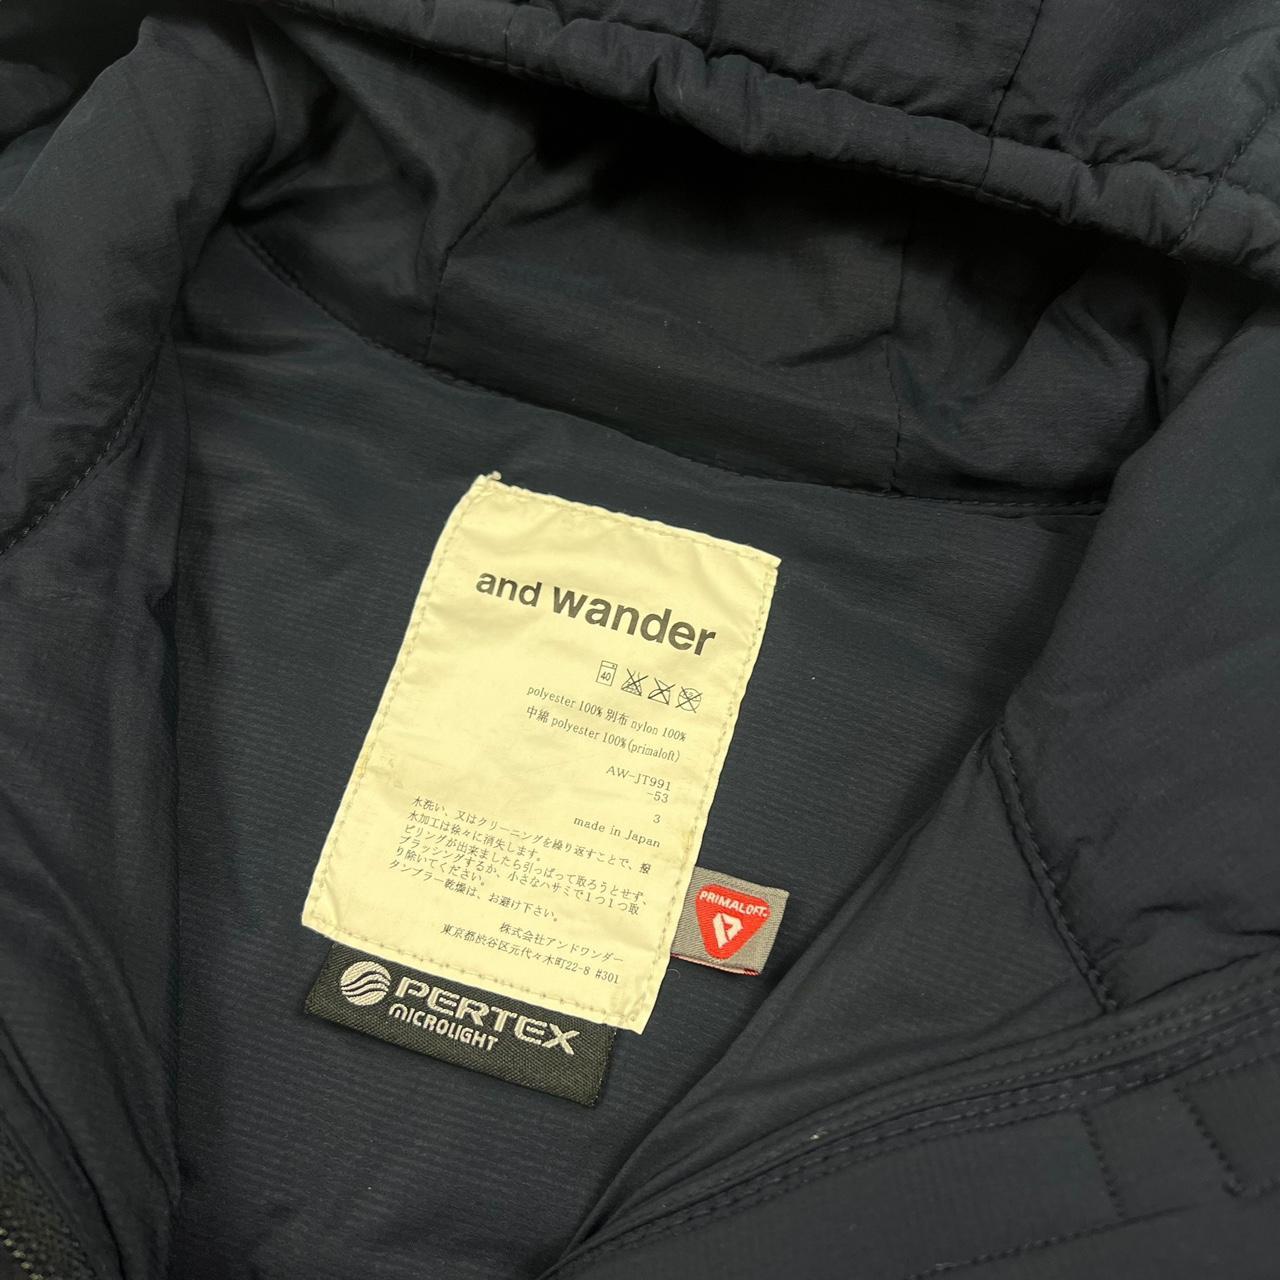 and wander
40
polyester 100% 別布 nylon 100%
中綿 polyester 100%(primaloft)
AW-JT991
-53
3
made in Japan
水洗い、又はクリーニングを繰り返すことで、撥
水加工は徐々に消失します。
ピリングが出来ましたら引っぱって取ろうとせず、
ブラッシングするか、小さなハサミで1つ1つ取
り除いてください。
タンブラー乾燥は、お避け下さい。
株式会社アンドワンダー
東京都渋谷区元代々木町22-8 #301
PRIMALOFT
PERTEX
MICROLIGHT